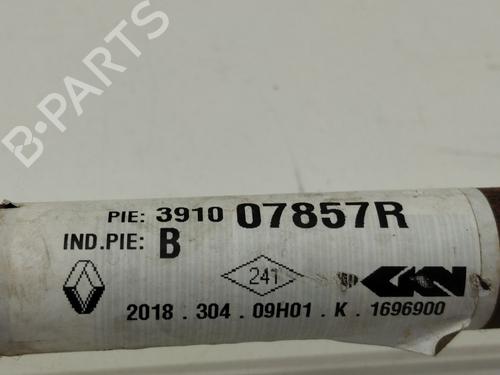 B-PARTS
PIE: 3910 07857R
IND.PIE: B
241 GKN
2018 . 304 . 09H01 . K . 1696900